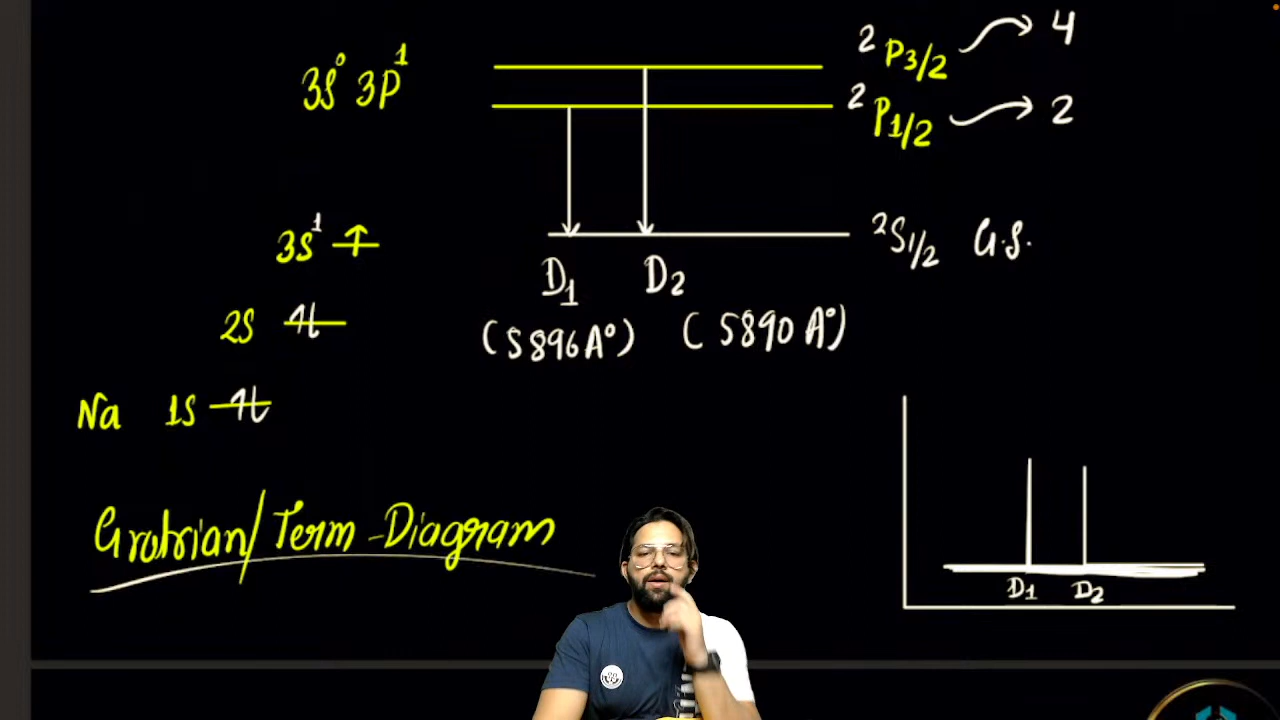 3s⁰ 3P¹
²P3/2 → 4
²P1/2 → 2
3s¹
²S1/2 G.S.
D1 D2
2s
(5896A°) (5890A°)
Na 1s
Grotrian/Term-Diagram
D1 D2